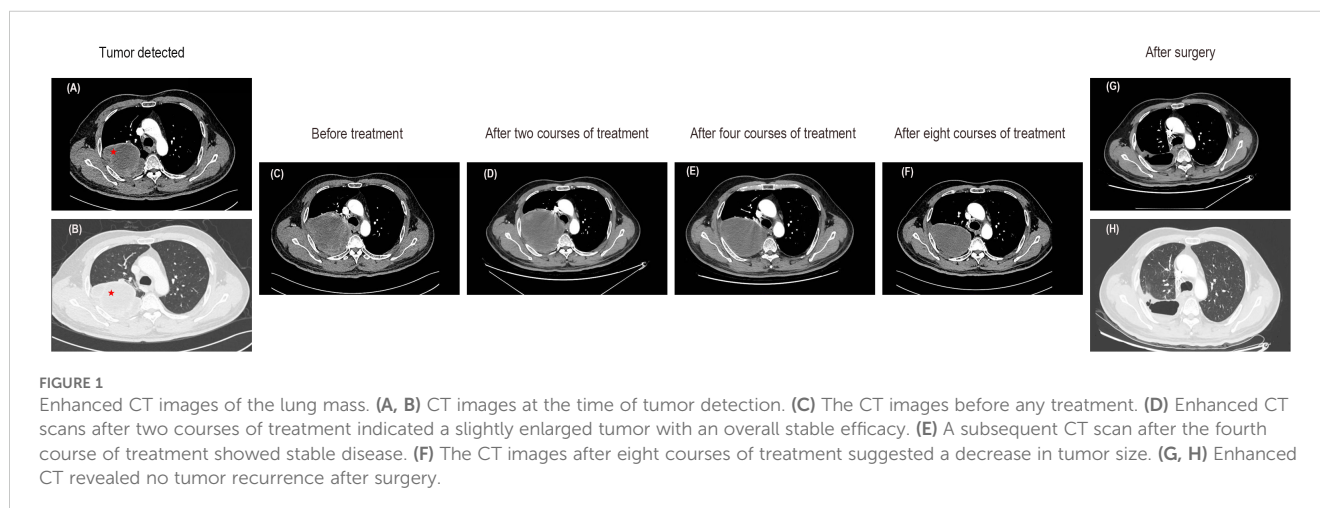 Tumor detected
(A)
(B)
Before treatment
(C)
After two courses of treatment
(D)
After four courses of treatment
(E)
After eight courses of treatment
(F)
After surgery
(G)
(H)
FIGURE 1
Enhanced CT images of the lung mass. (A, B) CT images at the time of tumor detection. (C) The CT images before any treatment. (D) Enhanced CT
scans after two courses of treatment indicated a slightly enlarged tumor with an overall stable efficacy. (E) A subsequent CT scan after the fourth
course of treatment showed stable disease. (F) The CT images after eight courses of treatment suggested a decrease in tumor size. (G, H) Enhanced
CT revealed no tumor recurrence after surgery.